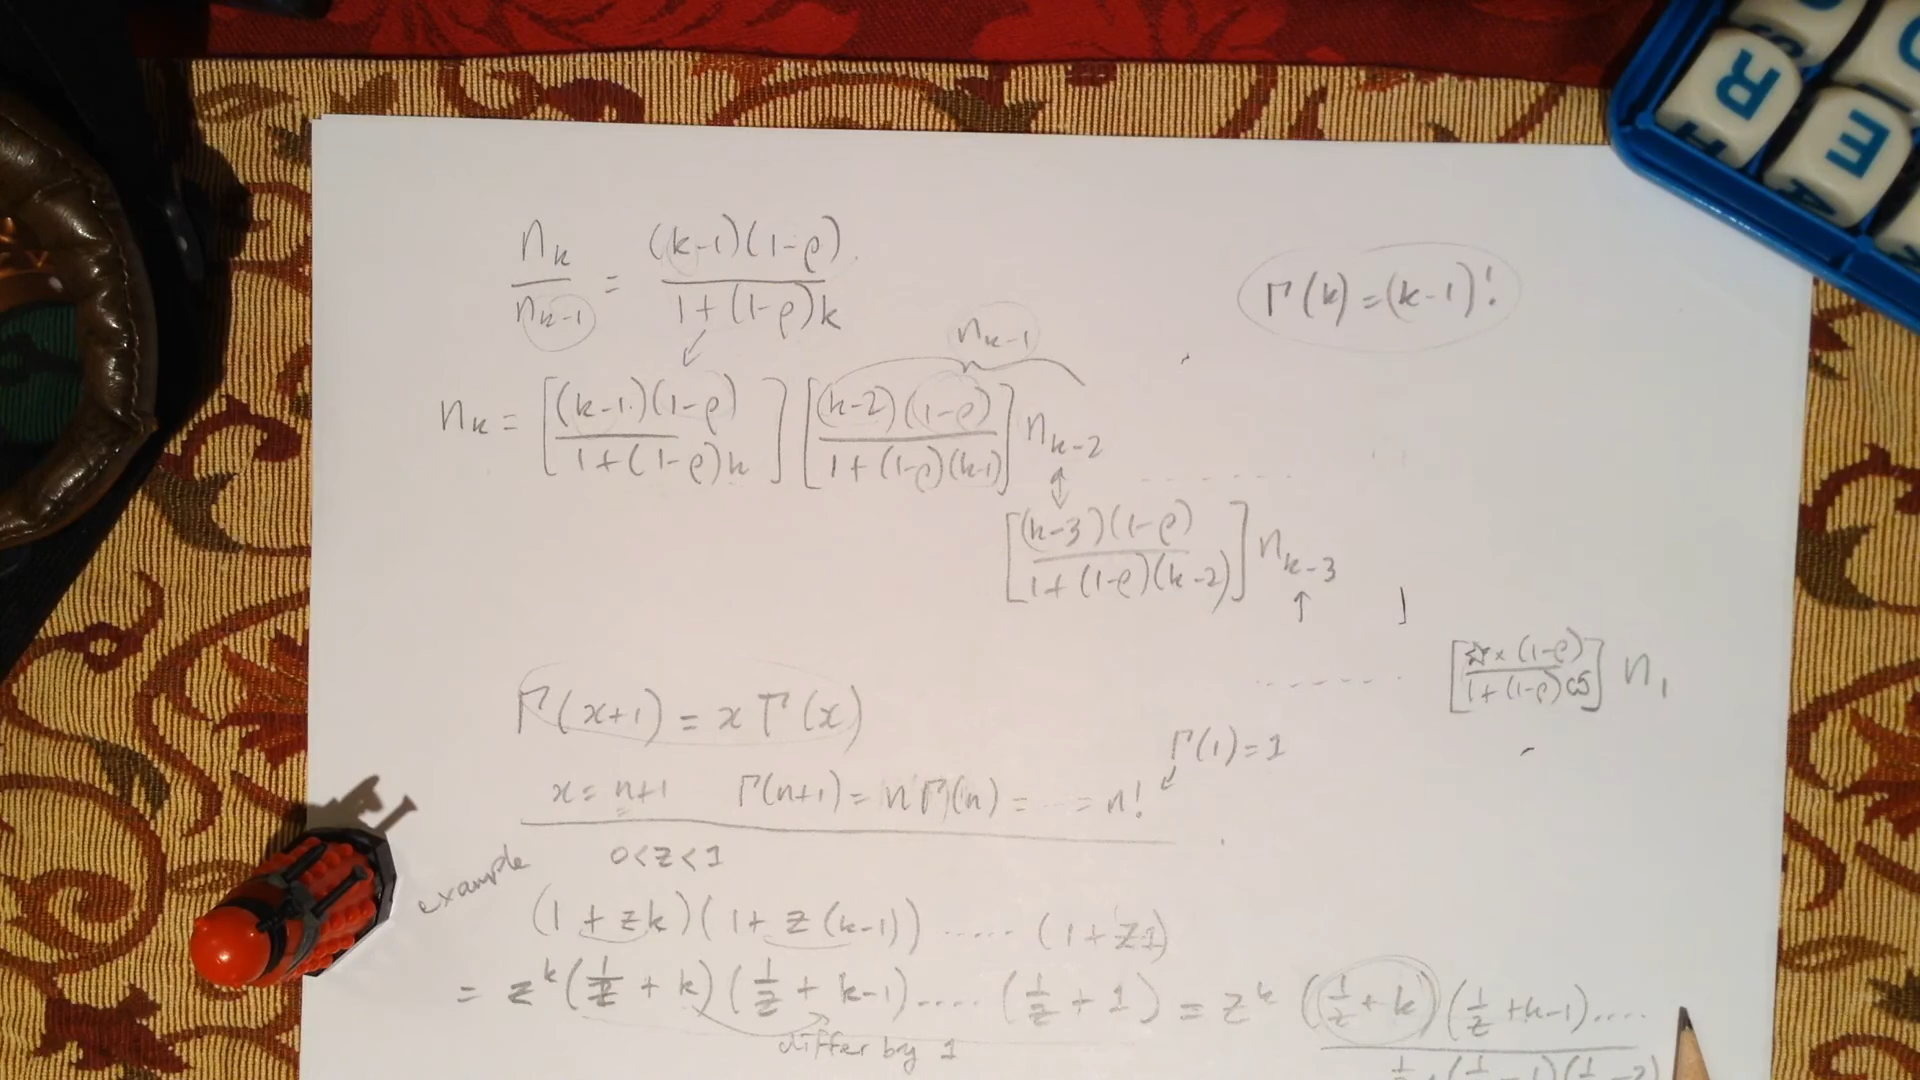 n_k / n_{k-1} = (k-1)(1-ρ) / 1+(1-ρ)k
Γ(k) = (k-1)!
n_{k-1}
n_k = [(k-1)(1-ρ) / 1+(1-ρ)k] [(k-2)(1-ρ) / 1+(1-ρ)(k-1)] n_{k-2}
[(k-3)(1-ρ) / 1+(1-ρ)(k-2)] n_{k-3}
n_1
Γ(x+1) = x Γ(x)
Γ(1) = 1
x = n+1 Γ(n+1) = n Γ(n) = ... = n!
example 0<z<1
(1+zk)(1+z(k-1)) ..... (1+z1)
= z^k (1/z + k)(1/z + k-1) .... (1/z + 1) = z^k (1/z + k)(1/z + k-1) ....
differ by 1
R
E